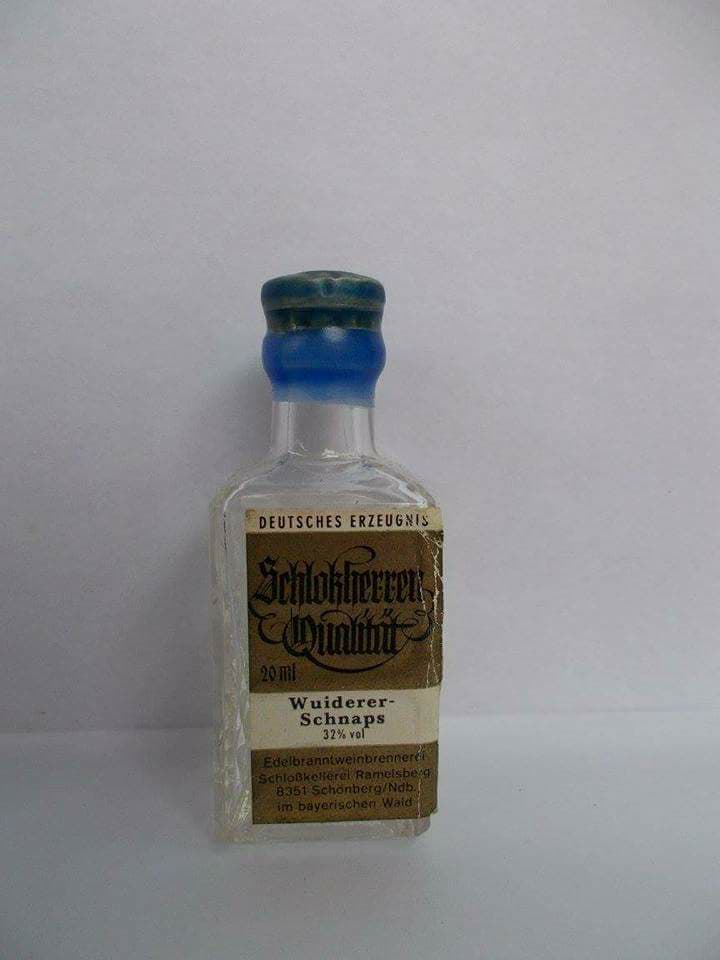 DEUTSCHES ERZEUGNIS
Schloßherren
Qualität
20 ml
Wuiderer-
Schnaps
32% vol
Edelbranntweinbrennerei
Schloßkellerei Ramelsberg
8351 Schönberg/Ndb.
im bayerischen Wald